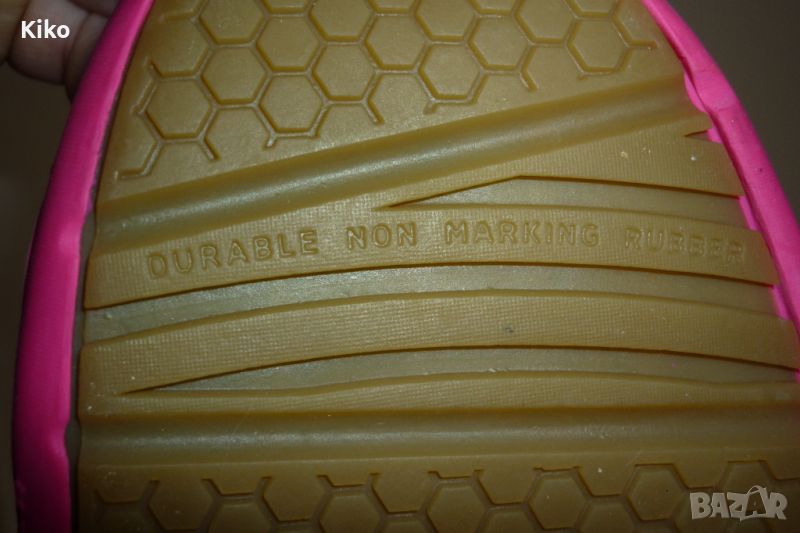 Kiko
DURABLE NON MARKING RUBBER
BAZAR